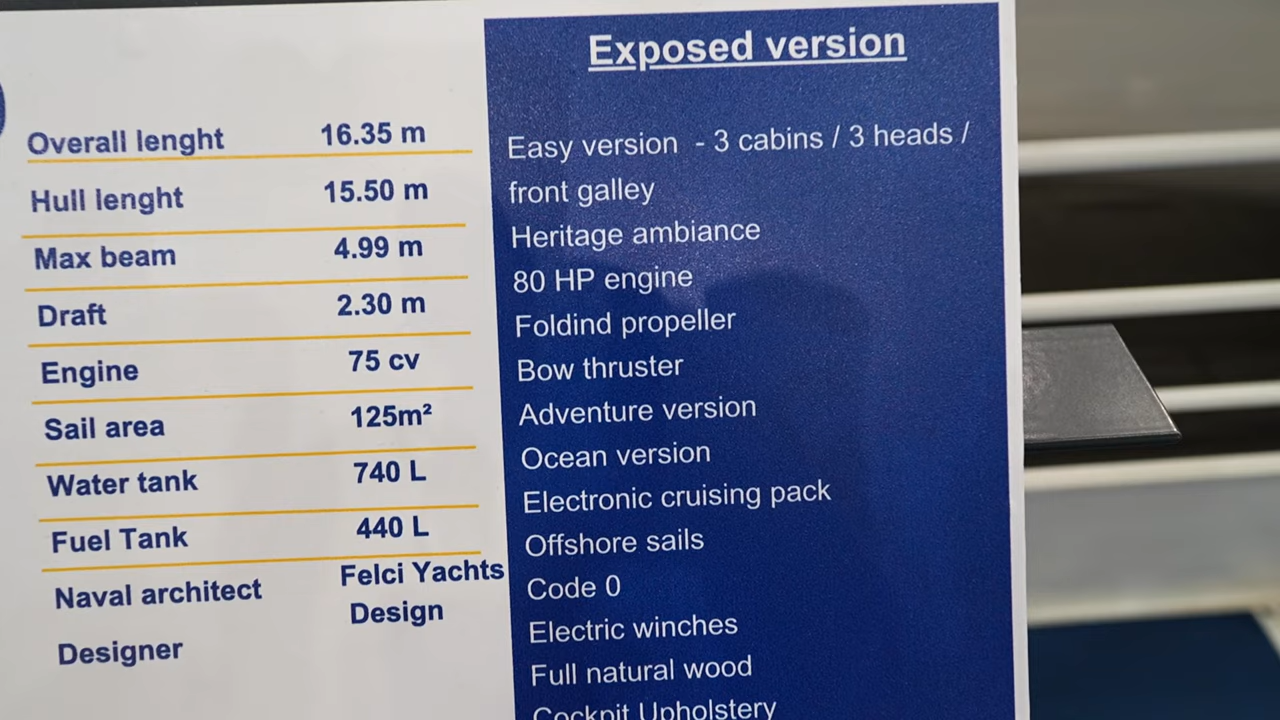 Overall lenght 16.35 m
Hull lenght 15.50 m
Max beam 4.99 m
Draft 2.30 m
Engine 75 cv
Sail area 125m²
Water tank 740 L
Fuel Tank 440 L
Naval architect Felci Yachts
Design
Designer
Exposed version
Easy version - 3 cabins / 3 heads /
front galley
Heritage ambiance
80 HP engine
Foldind propeller
Bow thruster
Adventure version
Ocean version
Electronic cruising pack
Offshore sails
Code 0
Electric winches
Full natural wood
Cockpit Upholstery